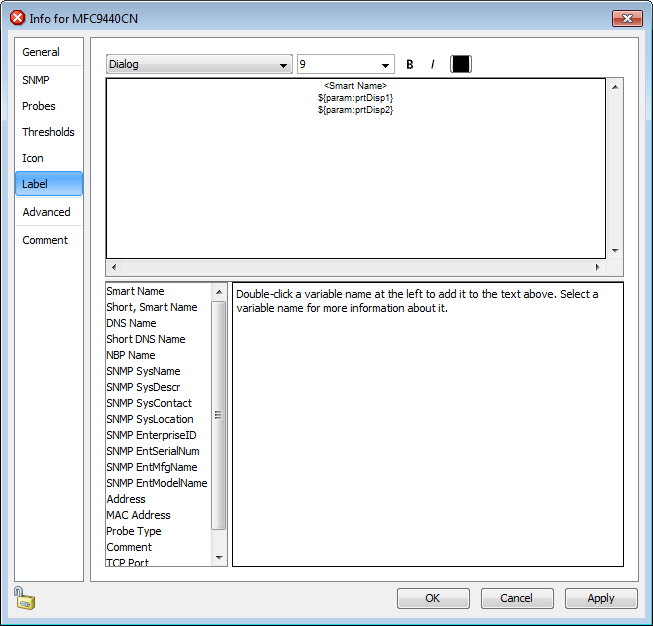 Info for MFC9440CN
General
SNMP
Probes
Thresholds
Icon
Label
Advanced
Comment
Dialog
9
B
I
<Smart Name>
${param:prtDisp1}
${param:prtDisp2}
Smart Name
Short, Smart Name
DNS Name
Short DNS Name
NBP Name
SNMP SysName
SNMP SysDescr
SNMP SysContact
SNMP SysLocation
SNMP EnterpriseID
SNMP EntSerialNum
SNMP EntMfgName
SNMP EntModelName
Address
MAC Address
Probe Type
Comment
TCP Port
Double-click a variable name at the left to add it to the text above. Select a
variable name for more information about it.
OK
Cancel
Apply